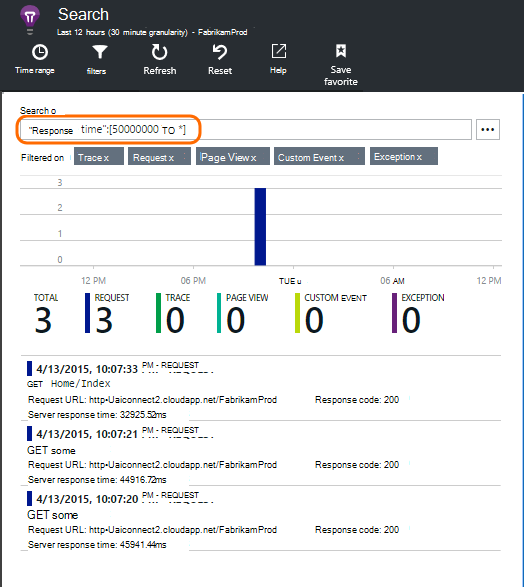 Search
Last 12 hours (30 minute granularity) - FabrikamProd
Time range
filters
Refresh
Reset
Help
Save favorite
Search o
"Response time":[50000000 TO *]
Filtered on Trace x Request x Page View x Custom Event x Exception x
3
2
1
0
12 PM 06 PM TUE u 06 AM 12 PM
TOTAL REQUEST TRACE PAGE VIEW CUSTOM EVENT EXCEPTION
3 3 0 0 0 0
4/13/2015, 10:07:33 PM - REQUEST
GET Home/Index
Request URL: http•Uaiconnect2.cloudapp.net/FabrikamProd Response code: 200
Server response time: 32925.52ms
4/13/2015, 10:07:21 PM - REQUEST
GET some
Request URL: http•Uaiconnect2.cloudapp.net/FabrikamProd Response code: 200
Server response time: 44916.72ms
4/13/2015, 10:07:20 PM - REQUEST
GET some
Request URL: http•Uaiconnect2.cloudapp.net/FabrikamProd Response code: 200
Server response time: 45941.44ms